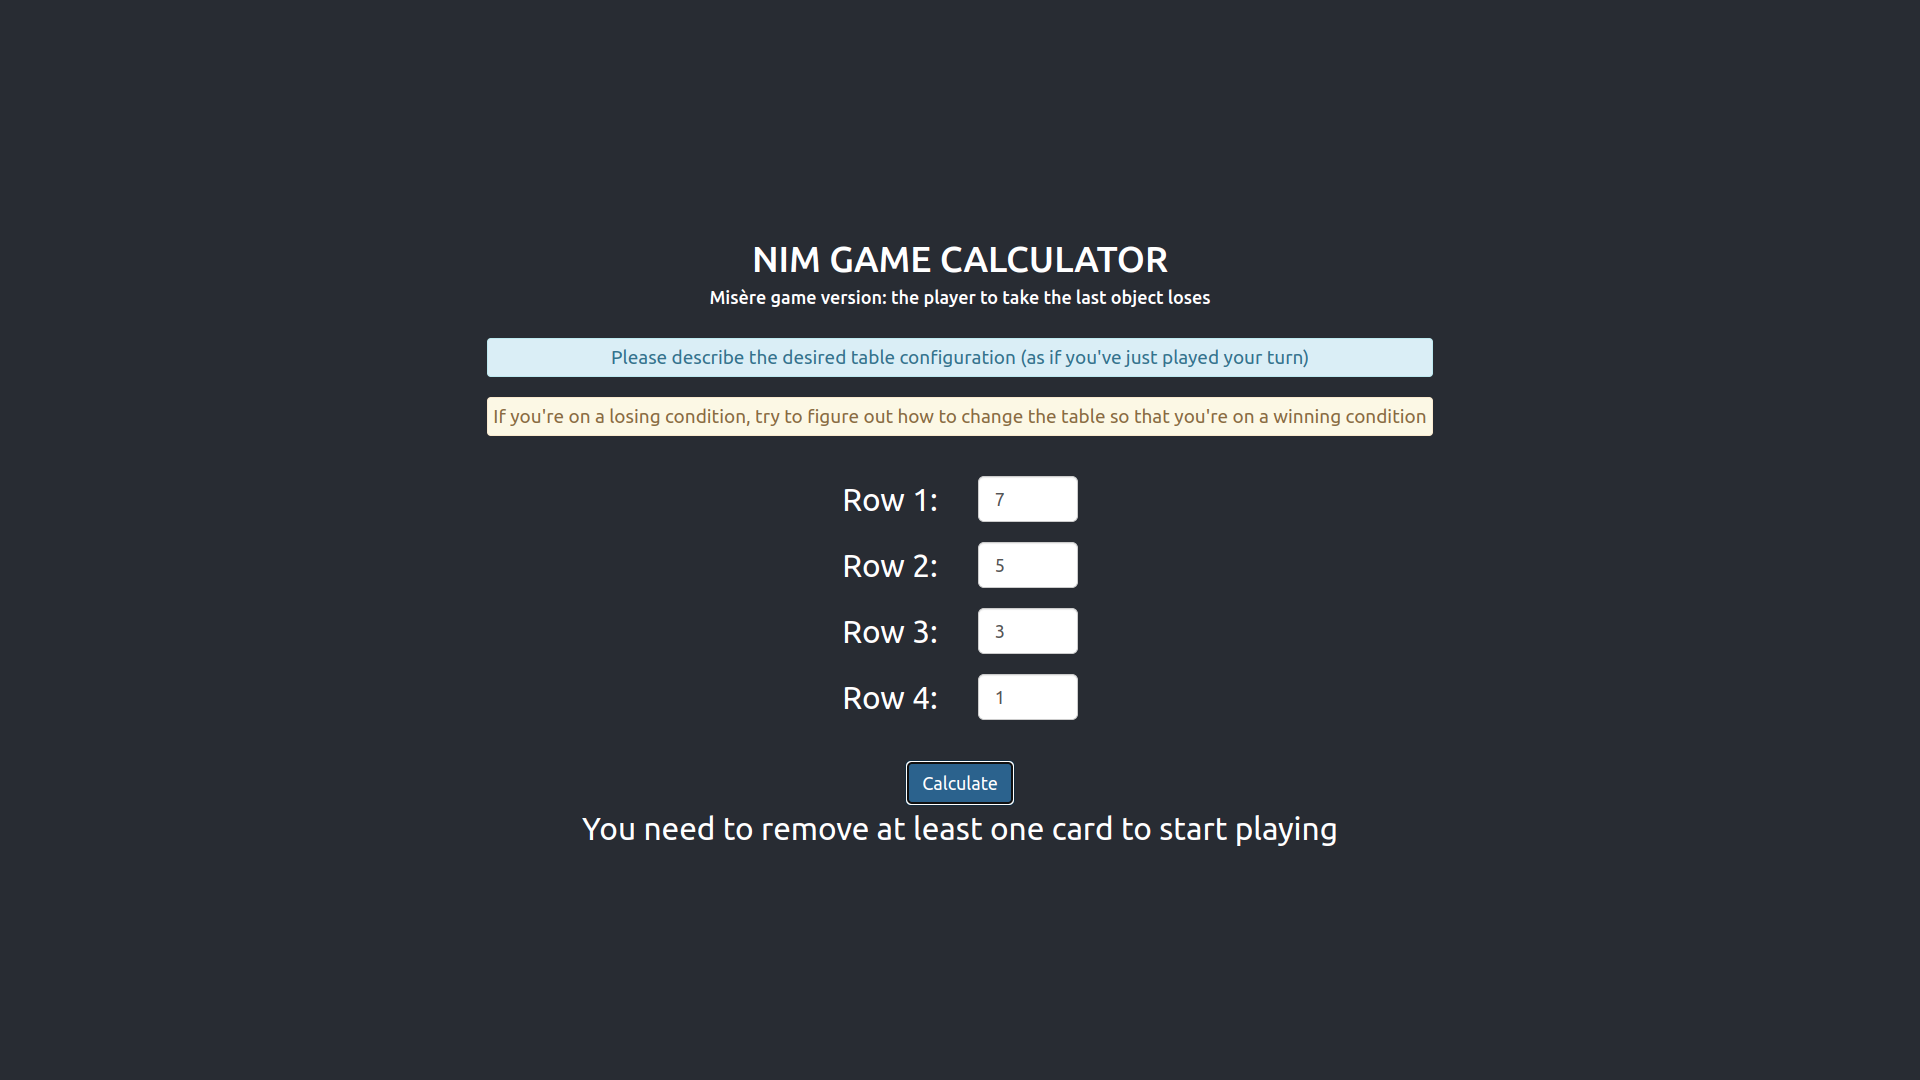 NIM GAME CALCULATOR
Misère game version: the player to take the last object loses
Please describe the desired table configuration (as if you've just played your turn)
If you're on a losing condition, try to figure out how to change the table so that you're on a winning condition
Row 1: 7
Row 2: 5
Row 3: 3
Row 4: 1
Calculate
You need to remove at least one card to start playing